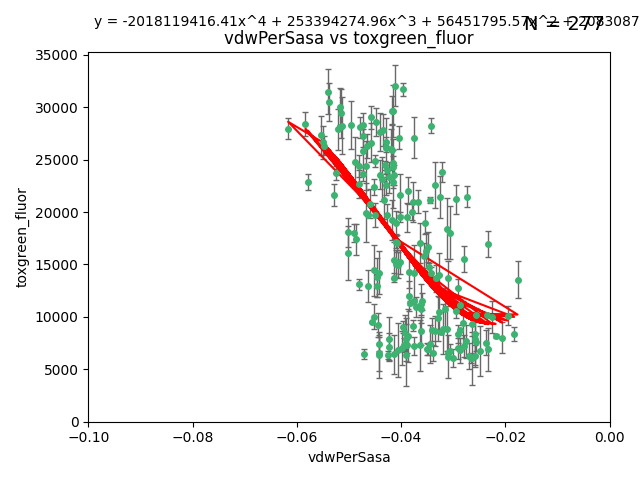 y = -2018119416.41x^4 + 253394274.96x^3 + 56451795.57x^2 + 2083087
N = 277
vdwPerSasa vs toxgreen_fluor
35000
30000
25000
20000
15000
10000
5000
0
toxgreen_fluor
−0.10
−0.08
−0.06
−0.04
−0.02
0.00
vdwPerSasa